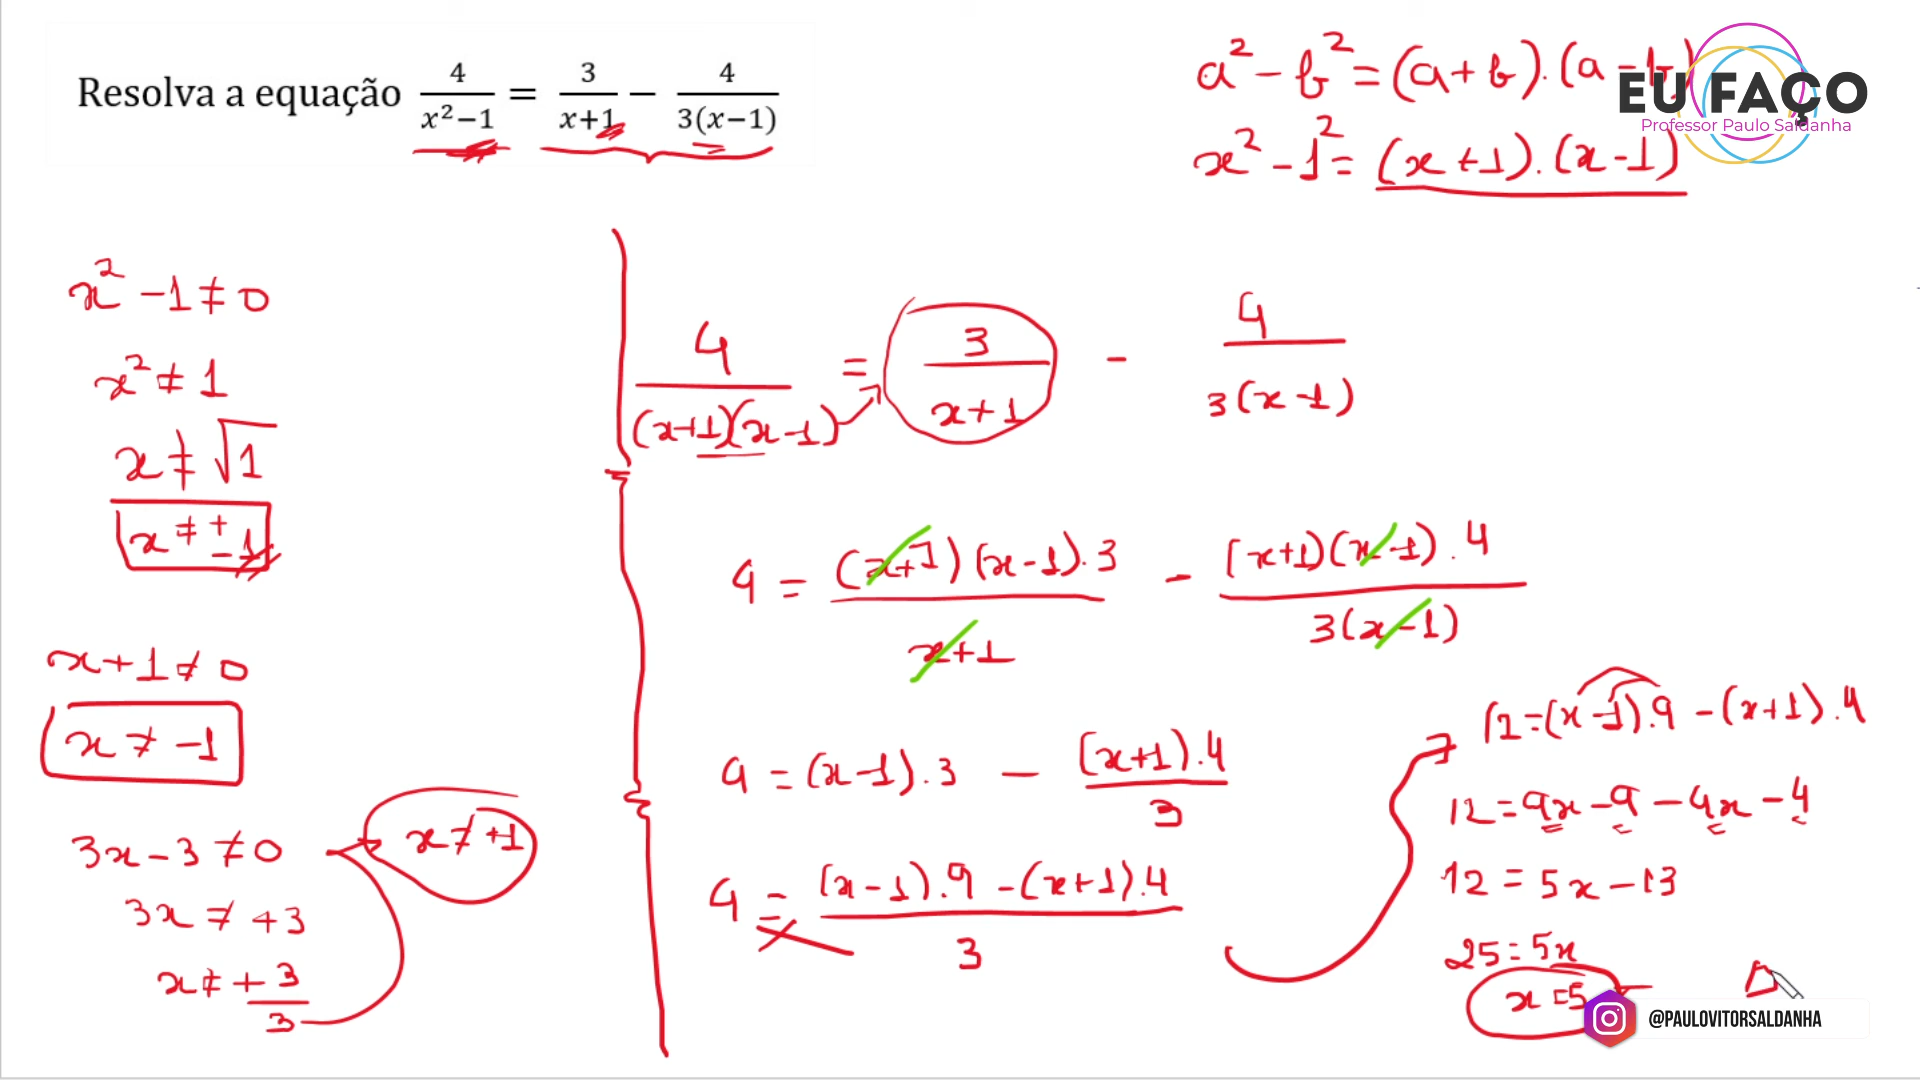 Resolva a equação 4/(x²−1) = 3/(x+1) − 4/(3(x−1))
a² - b² = (a+b).(a-b)
x² - 1² = (x+1).(x-1)
EU FAÇO
Professor Paulo Saldanha
x² - 1 ≠ 0
x² ≠ 1
x ≠ √1
x ≠ ±1
x+1 ≠ 0
x ≠ -1
3x - 3 ≠ 0
x ≠ +1
3x ≠ +3
x ≠ +3/3
4/((x+1)(x-1)) = 3/(x+1) - 4/(3(x-1))
4 = ((x+1)(x-1).3)/(x+1) - ((x+1)(x-1).4)/(3(x-1))
4 = (x-1).3 - ((x+1).4)/3
4 = ((x-1).9 - (x+1).4)/3
12 = (x-1).9 - (x+1).4
12 = 9x - 9 - 4x - 4
12 = 5x - 13
25 = 5x
x = 5
@PAULOVITORSALDANHA